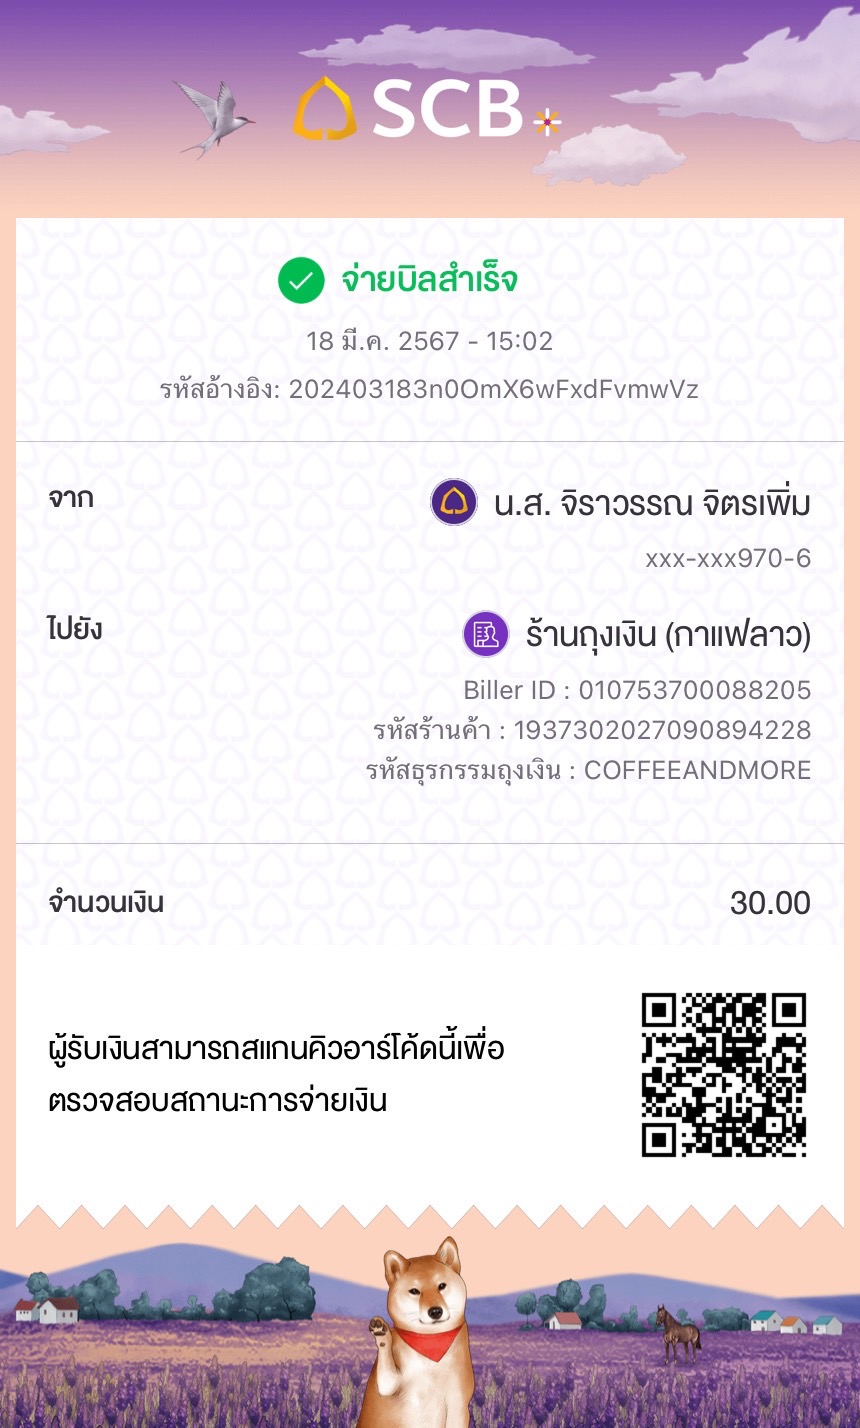 SCB
จ่ายบิลสำเร็จ
18 มี.ค. 2567 - 15:02
รหัสอ้างอิง: 202403183n0OmX6wFxdFvmwVz
จาก
น.ส. จิราวรรณ จิตรเพิ่ม
xxx-xxx970-6
ไปยัง
ร้านถุงเงิน (กาแฟลาว)
Biller ID : 010753700088205
รหัสร้านค้า : 1937302027090894228
รหัสธุรกรรมถุงเงิน : COFFEEANDMORE
จำนวนเงิน 30.00
ผู้รับเงินสามารถสแกนคิวอาร์โค้ดนี้เพื่อ
ตรวจสอบสถานะการจ่ายเงิน